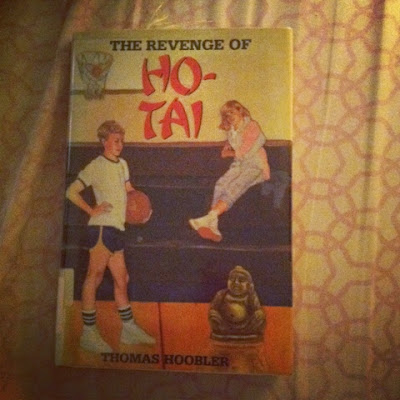 THE REVENGE OF
HO-
TAI
THOMAS HOOBLER